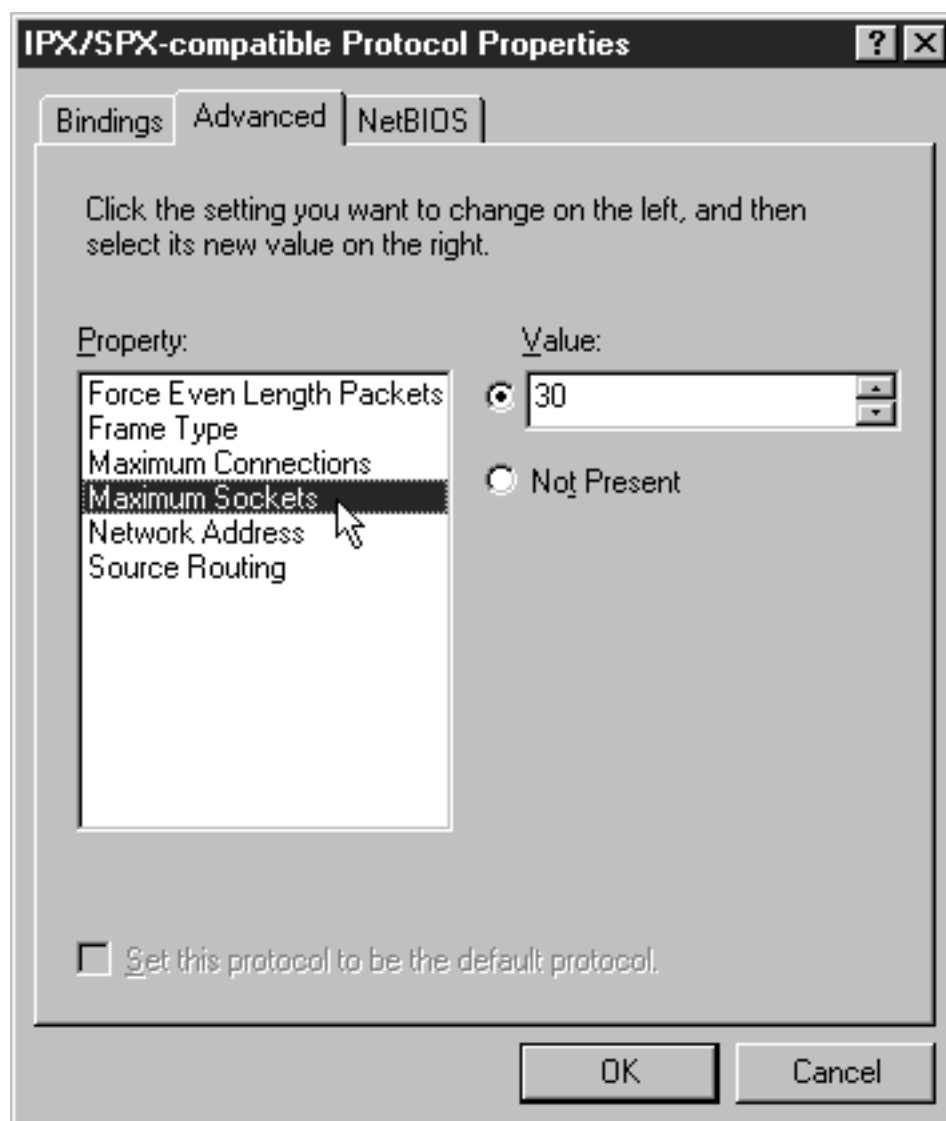 IPX/SPX-compatible Protocol Properties
Bindings
Advanced
NetBIOS
Click the setting you want to change on the left, and then
select its new value on the right.
Property:
Force Even Length Packets
Frame Type
Maximum Connections
Maximum Sockets
Network Address
Source Routing
Value:
30
Not Present
Set this protocol to be the default protocol.
OK
Cancel